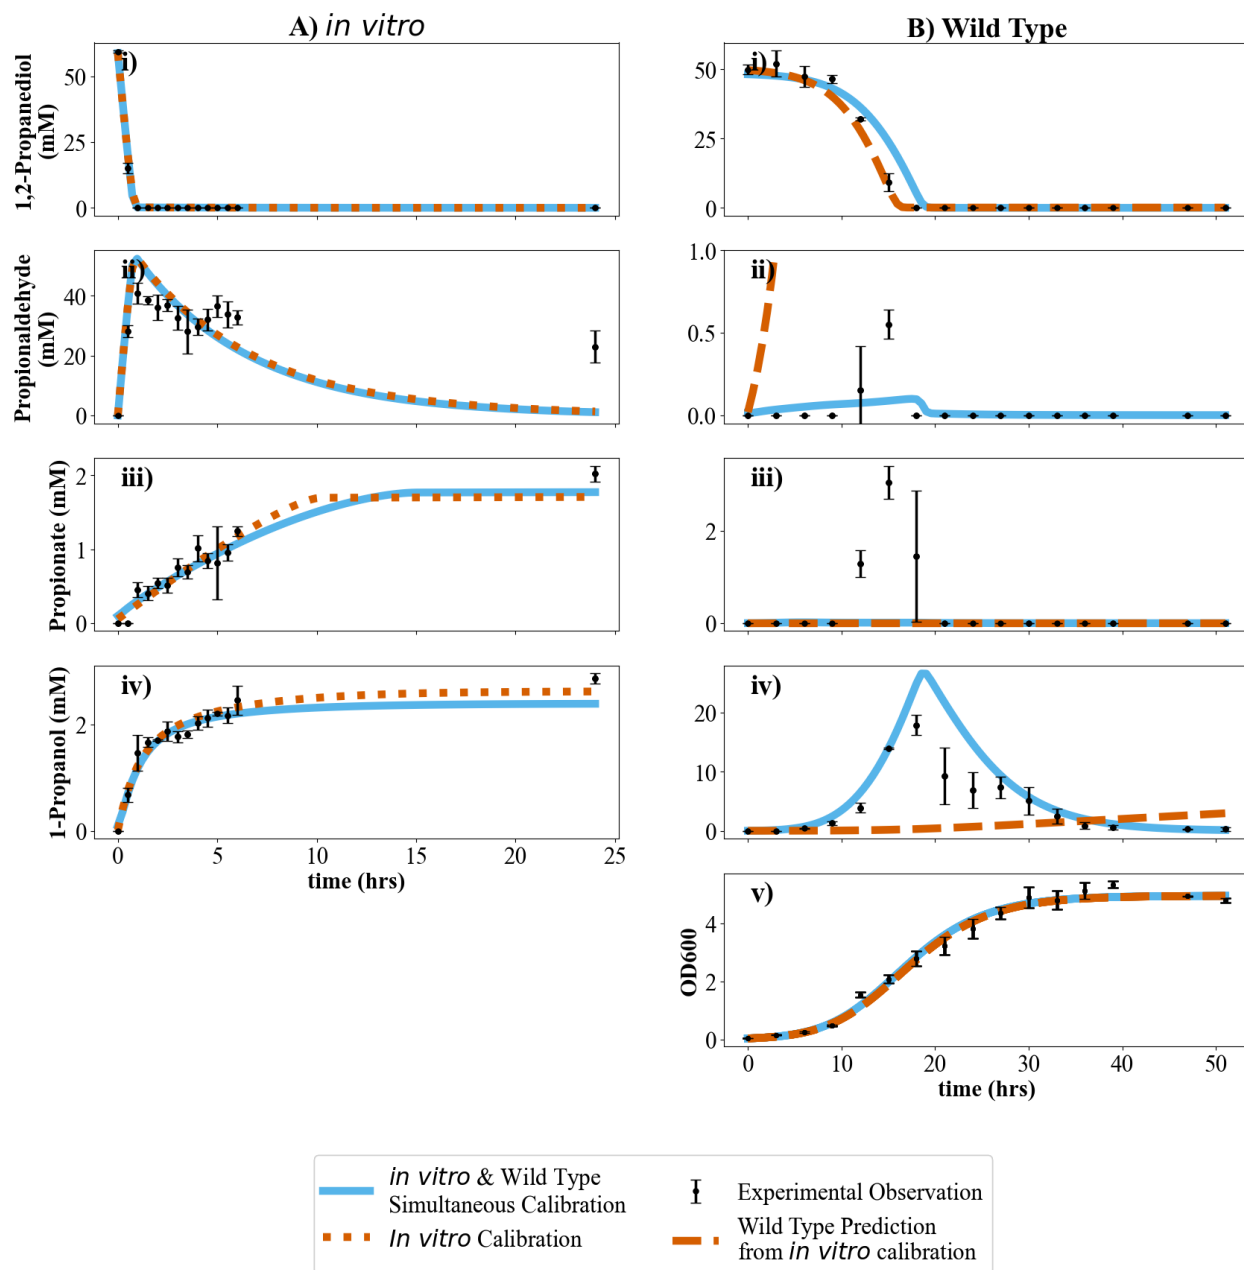 A) in vitro
B) Wild Type
1,2-Propanediol
(mM)
50
25
0
i)
50
25
0
i)
Propionaldehyde
(mM)
40
20
0
ii)
1.0
0.5
0.0
ii)
Propionate (mM)
2
1
0
iii)
2
0
iii)
1-Propanol (mM)
2
0
iv)
0
5
10
15
20
25
time (hrs)
20
10
0
iv)
OD600
4
2
0
v)
0
10
20
30
40
50
time (hrs)
in vitro & Wild Type
Simultaneous Calibration
In vitro Calibration
Experimental Observation
Wild Type Prediction
from in vitro calibration